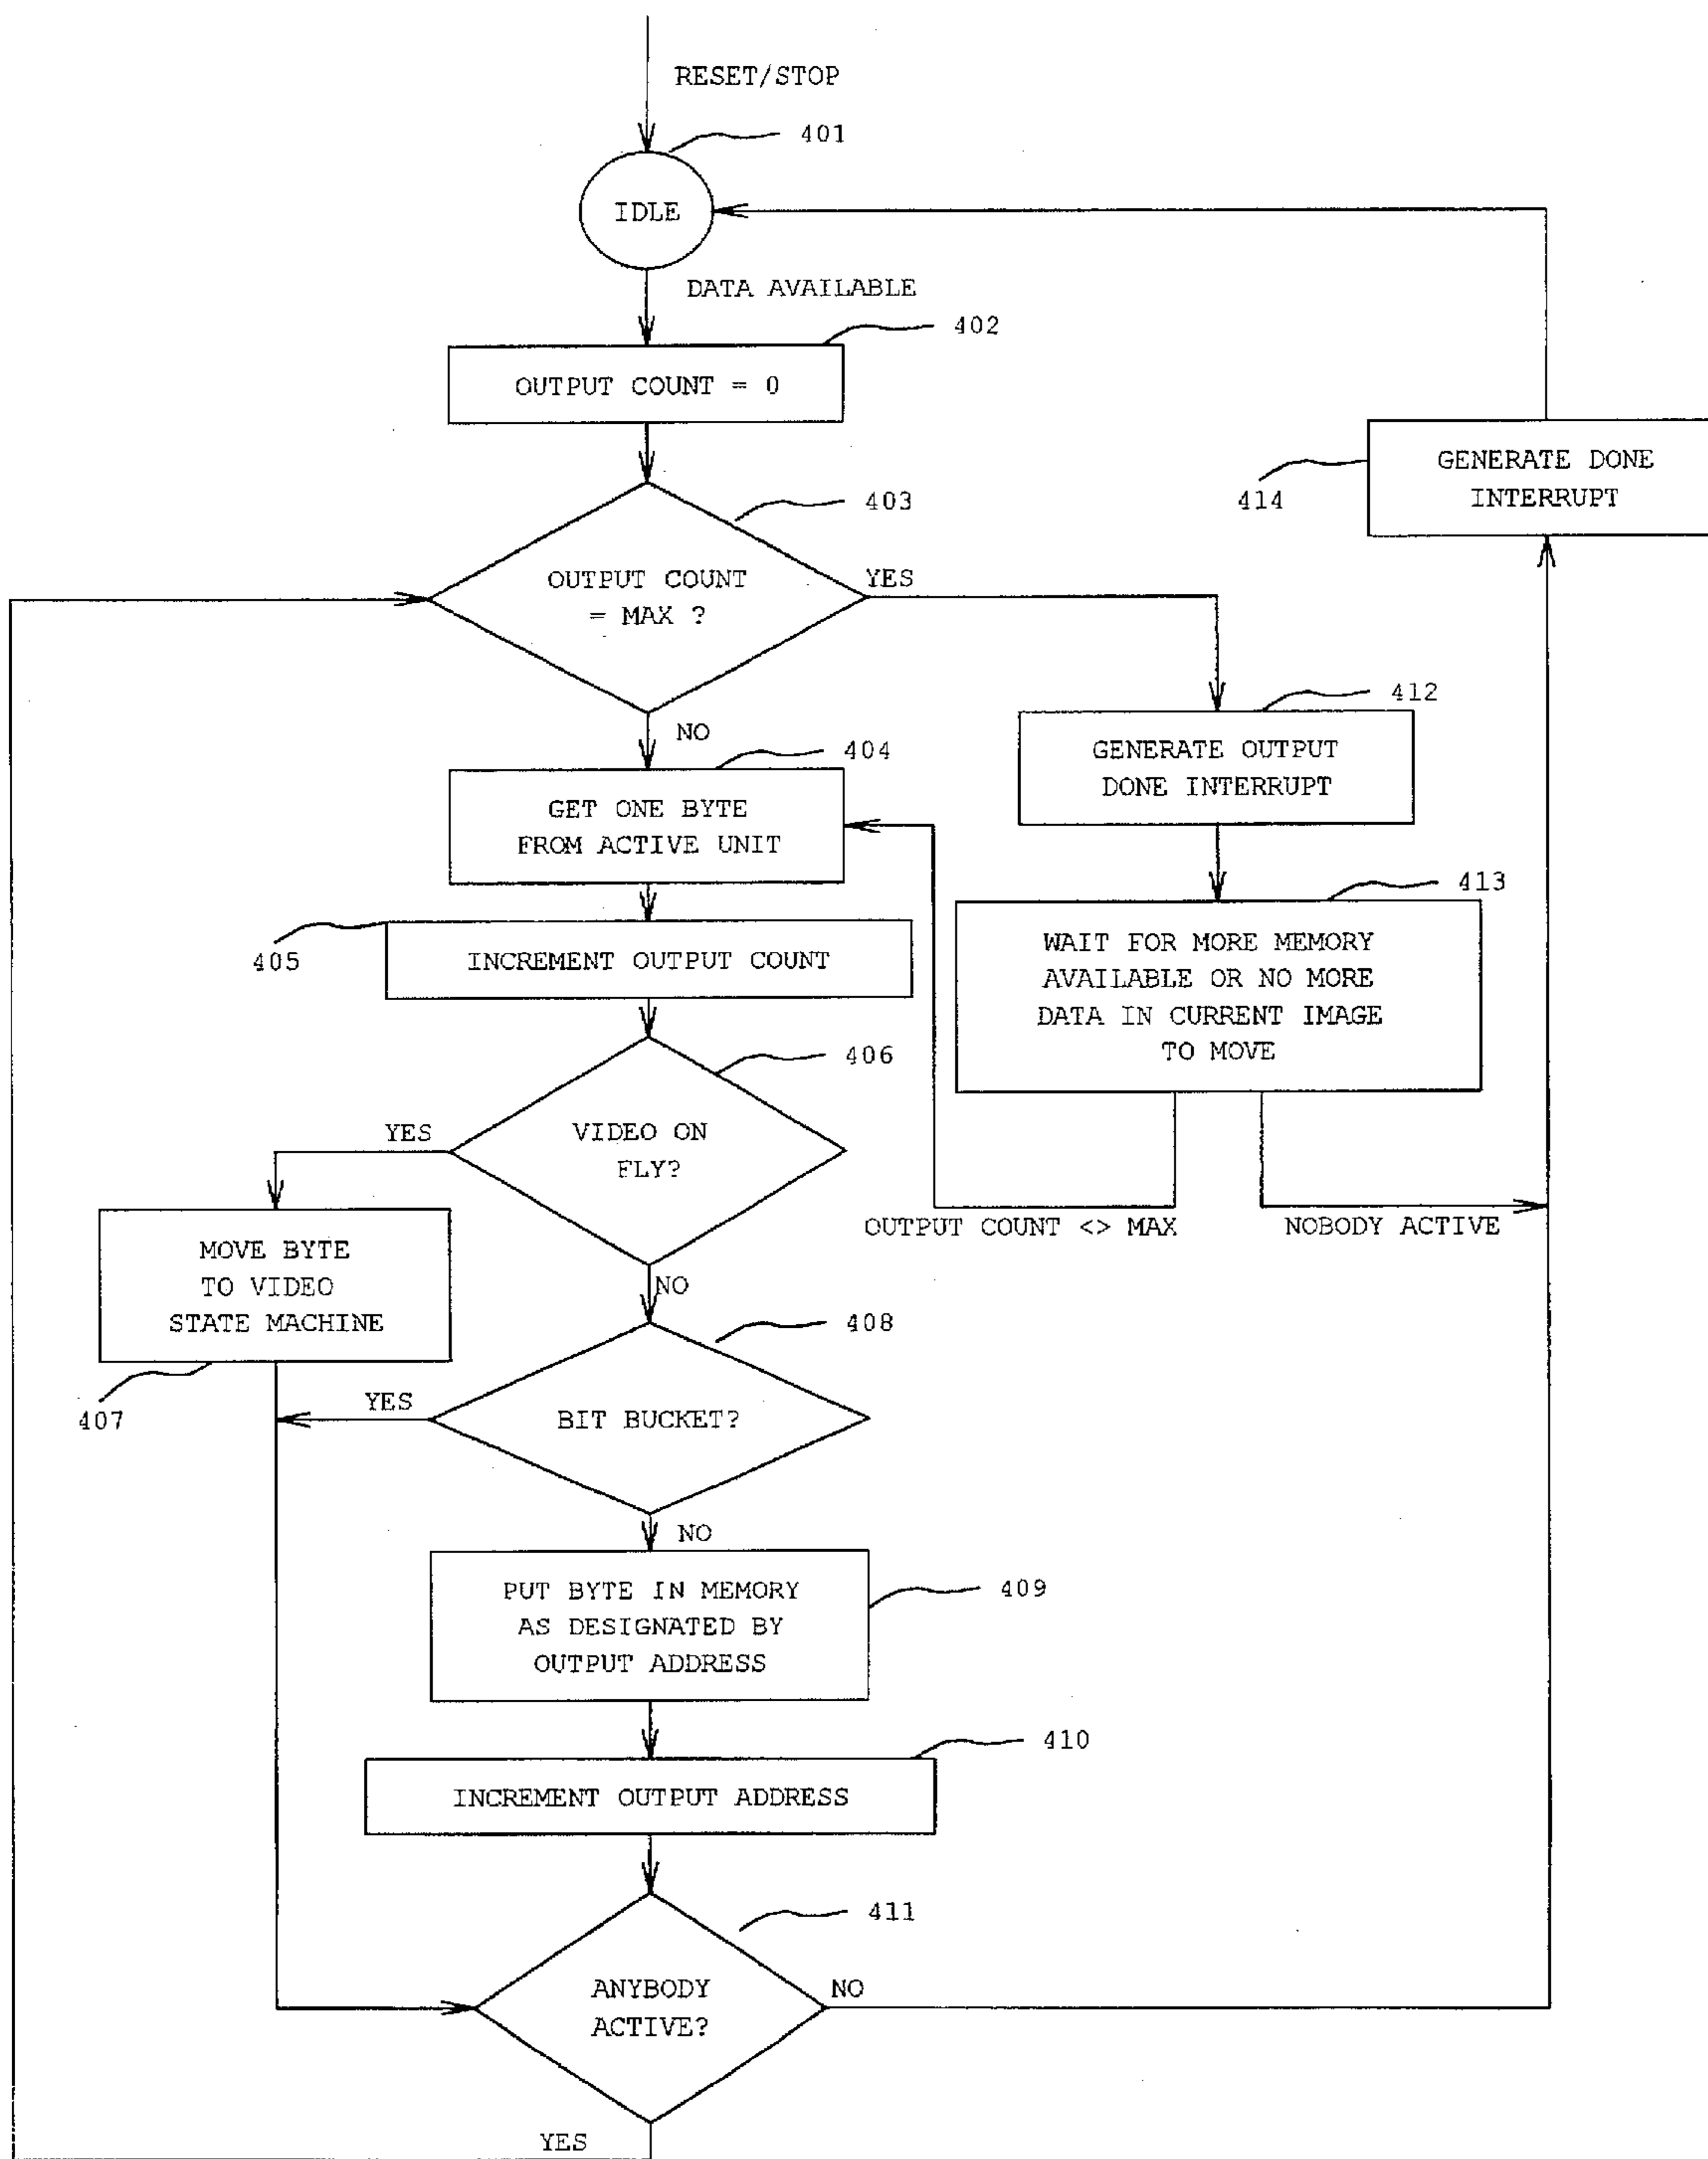 RESET/STOP
401
IDLE
DATA AVAILABLE
402
OUTPUT COUNT = 0
403
OUTPUT COUNT
= MAX ?
YES
NO
414
GENERATE DONE
INTERRUPT
412
GENERATE OUTPUT
DONE INTERRUPT
404
GET ONE BYTE
FROM ACTIVE UNIT
413
WAIT FOR MORE MEMORY
AVAILABLE OR NO MORE
DATA IN CURRENT IMAGE
TO MOVE
405
INCREMENT OUTPUT COUNT
406
VIDEO ON
FLY?
YES
NO
OUTPUT COUNT <> MAX
NOBODY ACTIVE
MOVE BYTE
TO VIDEO
STATE MACHINE
407
408
BIT BUCKET?
YES
NO
PUT BYTE IN MEMORY
AS DESIGNATED BY
OUTPUT ADDRESS
409
410
INCREMENT OUTPUT ADDRESS
411
ANYBODY
ACTIVE?
NO
YES